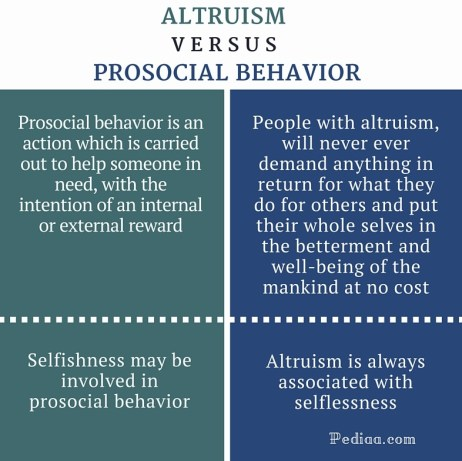 ALTRUISM
VERSUS
PROSOCIAL BEHAVIOR
Prosocial behavior is an
action which is carried
out to help someone in
need, with the
intention of an internal
or external reward
People with altruism,
will never ever
demand anything in
return for what they
do for others and put
their whole selves in
the betterment and
well-being of the
mankind at no cost
Selfishness may be
involved in
prosocial behavior
Altruism is always
associated with
selflessness
Pediaa.com